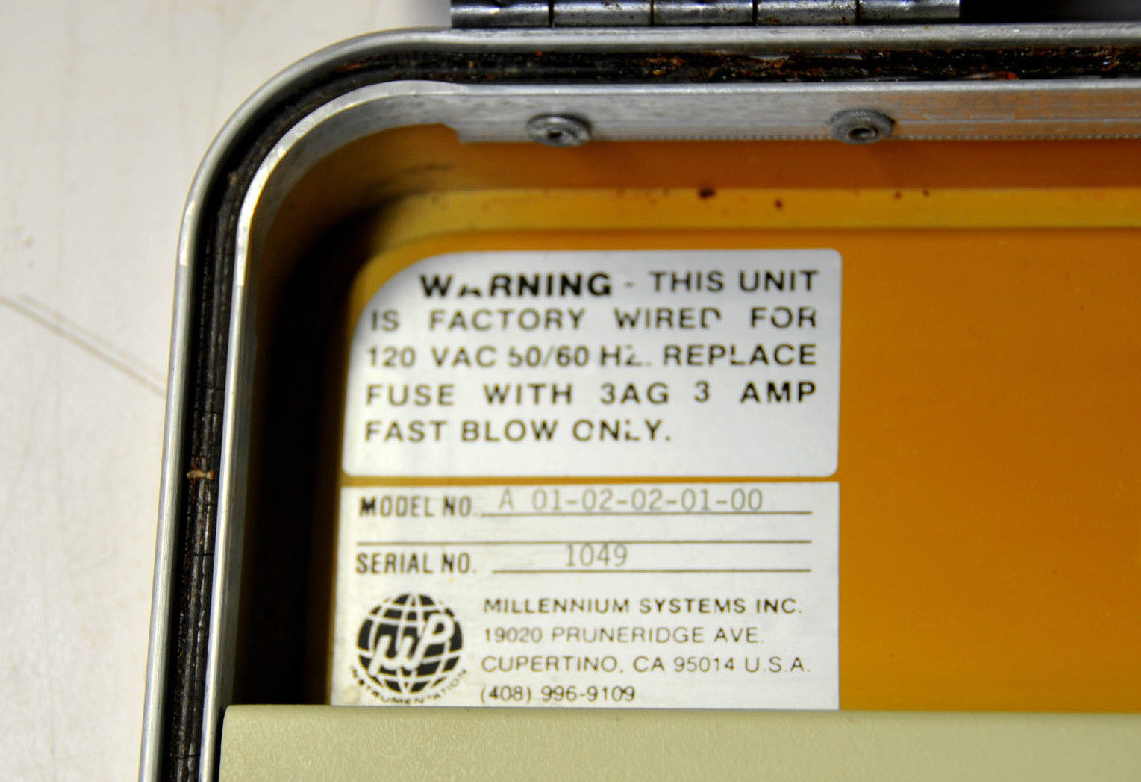 WARNING - THIS UNIT
IS FACTORY WIRED FOR
120 VAC 50/60 HZ. REPLACE
FUSE WITH 3AG 3 AMP
FAST BLOW ONLY.
MODEL NO. A 01-02-02-01-00
SERIAL NO. 1049
MILLENNIUM SYSTEMS INC.
19020 PRUNERIDGE AVE.
CUPERTINO, CA 95014 U.S.A.
(408) 996-9109
µP
INSTRUMENTATION